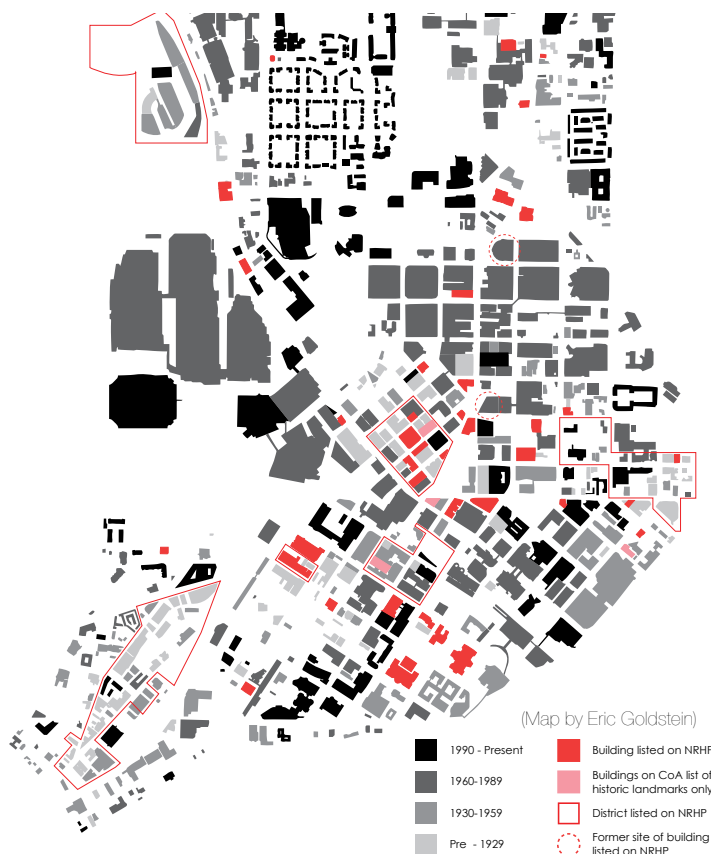 (Map by Eric Goldstein)
1990 - Present
1960-1989
1930-1959
Pre - 1929
Building listed on NRHP
Buildings on CoA list of
historic landmarks only
District listed on NRHP
Former site of building
listed on NRHP